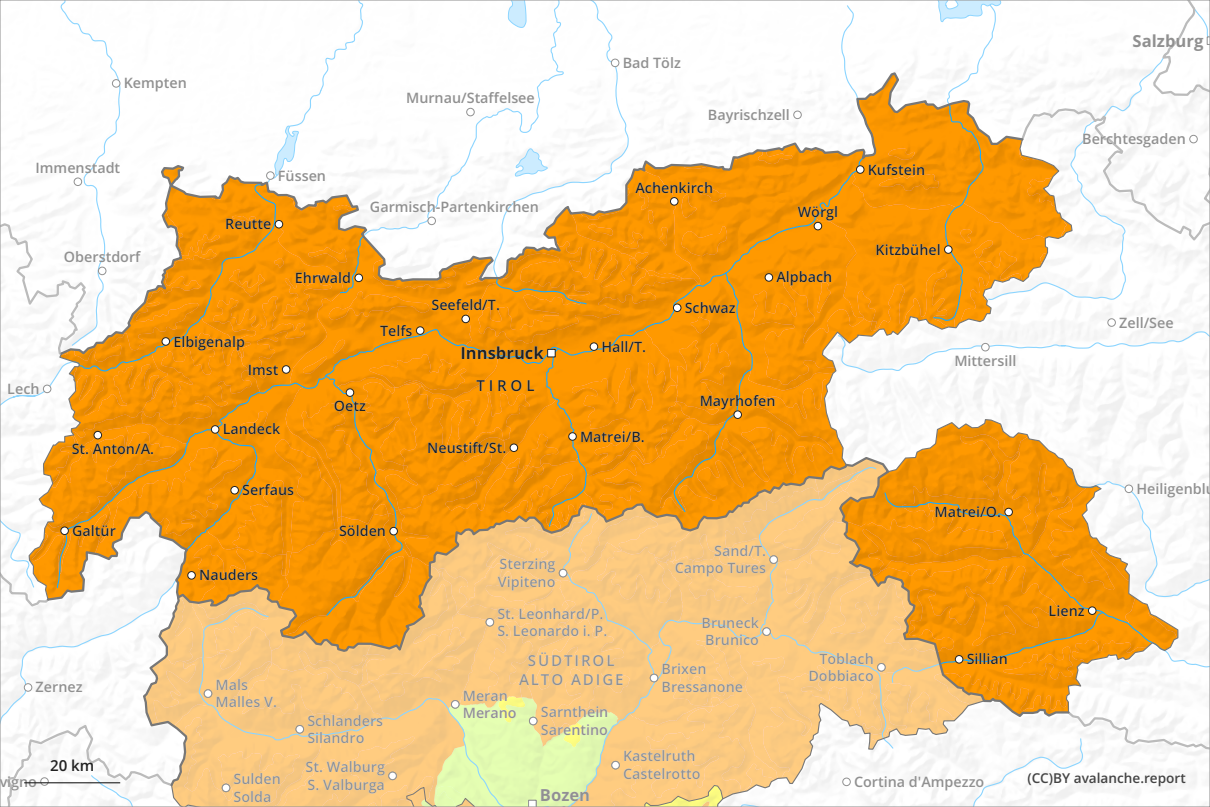 Salzburg
Bad Tölz
Kempten
Murnau/Staffelsee
Bayrischzell
Berchtesgaden
Immenstadt
Füssen
Kufstein
Achenkirch
Garmisch-Partenkirchen
Wörgl
Reutte
Kitzbühel
Oberstdorf
Ehrwald
Alpbach
Seefeld/T.
Schwaz
Zell/See
Telfs
Elbigenalp
Innsbruck
Hall/T.
Mittersill
Imst
TIROL
Lech
Mayrhofen
Oetz
Landeck
St. Anton/A.
Neustift/St.
Matrei/B.
Serfaus
Heiligenblu
Matrei/O.
Galtür
Sölden
Sand/T.
Campo Tures
Sterzing
Vipiteno
Nauders
Lienz
St. Leonhard/P.
S. Leonardo i. P.
Bruneck
Brunico
SÜDTIROL
ALTO ADIGE
Toblach
Dobbiaco
Sillian
Brixen
Bressanone
Zernez
Mals
Malles V.
Meran
Merano
Sarnthein
Sarentino
Schlanders
Silandro
Kastelruth
Castelrotto
St. Walburg
S. Valburga
20 km
vigno
Sulden
Solda
Cortina d'Ampezzo
(CC)BY avalanche.report
Bozen